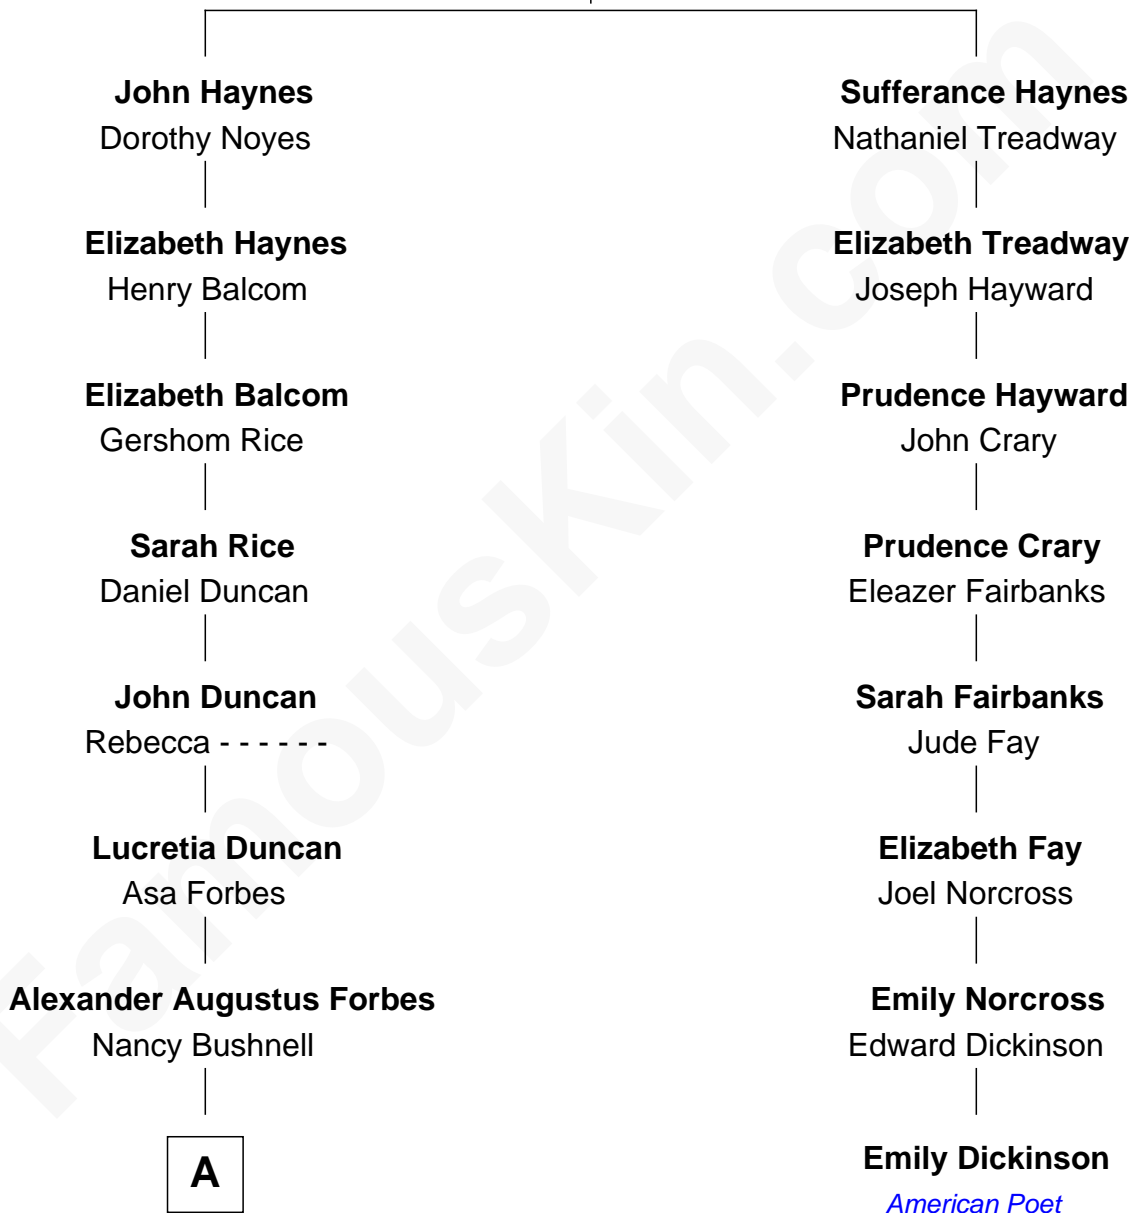 John Haynes
Dorothy Noyes
Elizabeth Haynes
Henry Balcom
Elizabeth Balcom
Gershom Rice
Sarah Rice
Daniel Duncan
John Duncan
Rebecca - - - - - -
Lucretia Duncan
Asa Forbes
Alexander Augustus Forbes
Nancy Bushnell
A
Sufferance Haynes
Nathaniel Treadway
Elizabeth Treadway
Joseph Hayward
Prudence Hayward
John Crary
Prudence Crary
Eleazer Fairbanks
Sarah Fairbanks
Jude Fay
Elizabeth Fay
Joel Norcross
Emily Norcross
Edward Dickinson
Emily Dickinson
American Poet
FamousKin.com